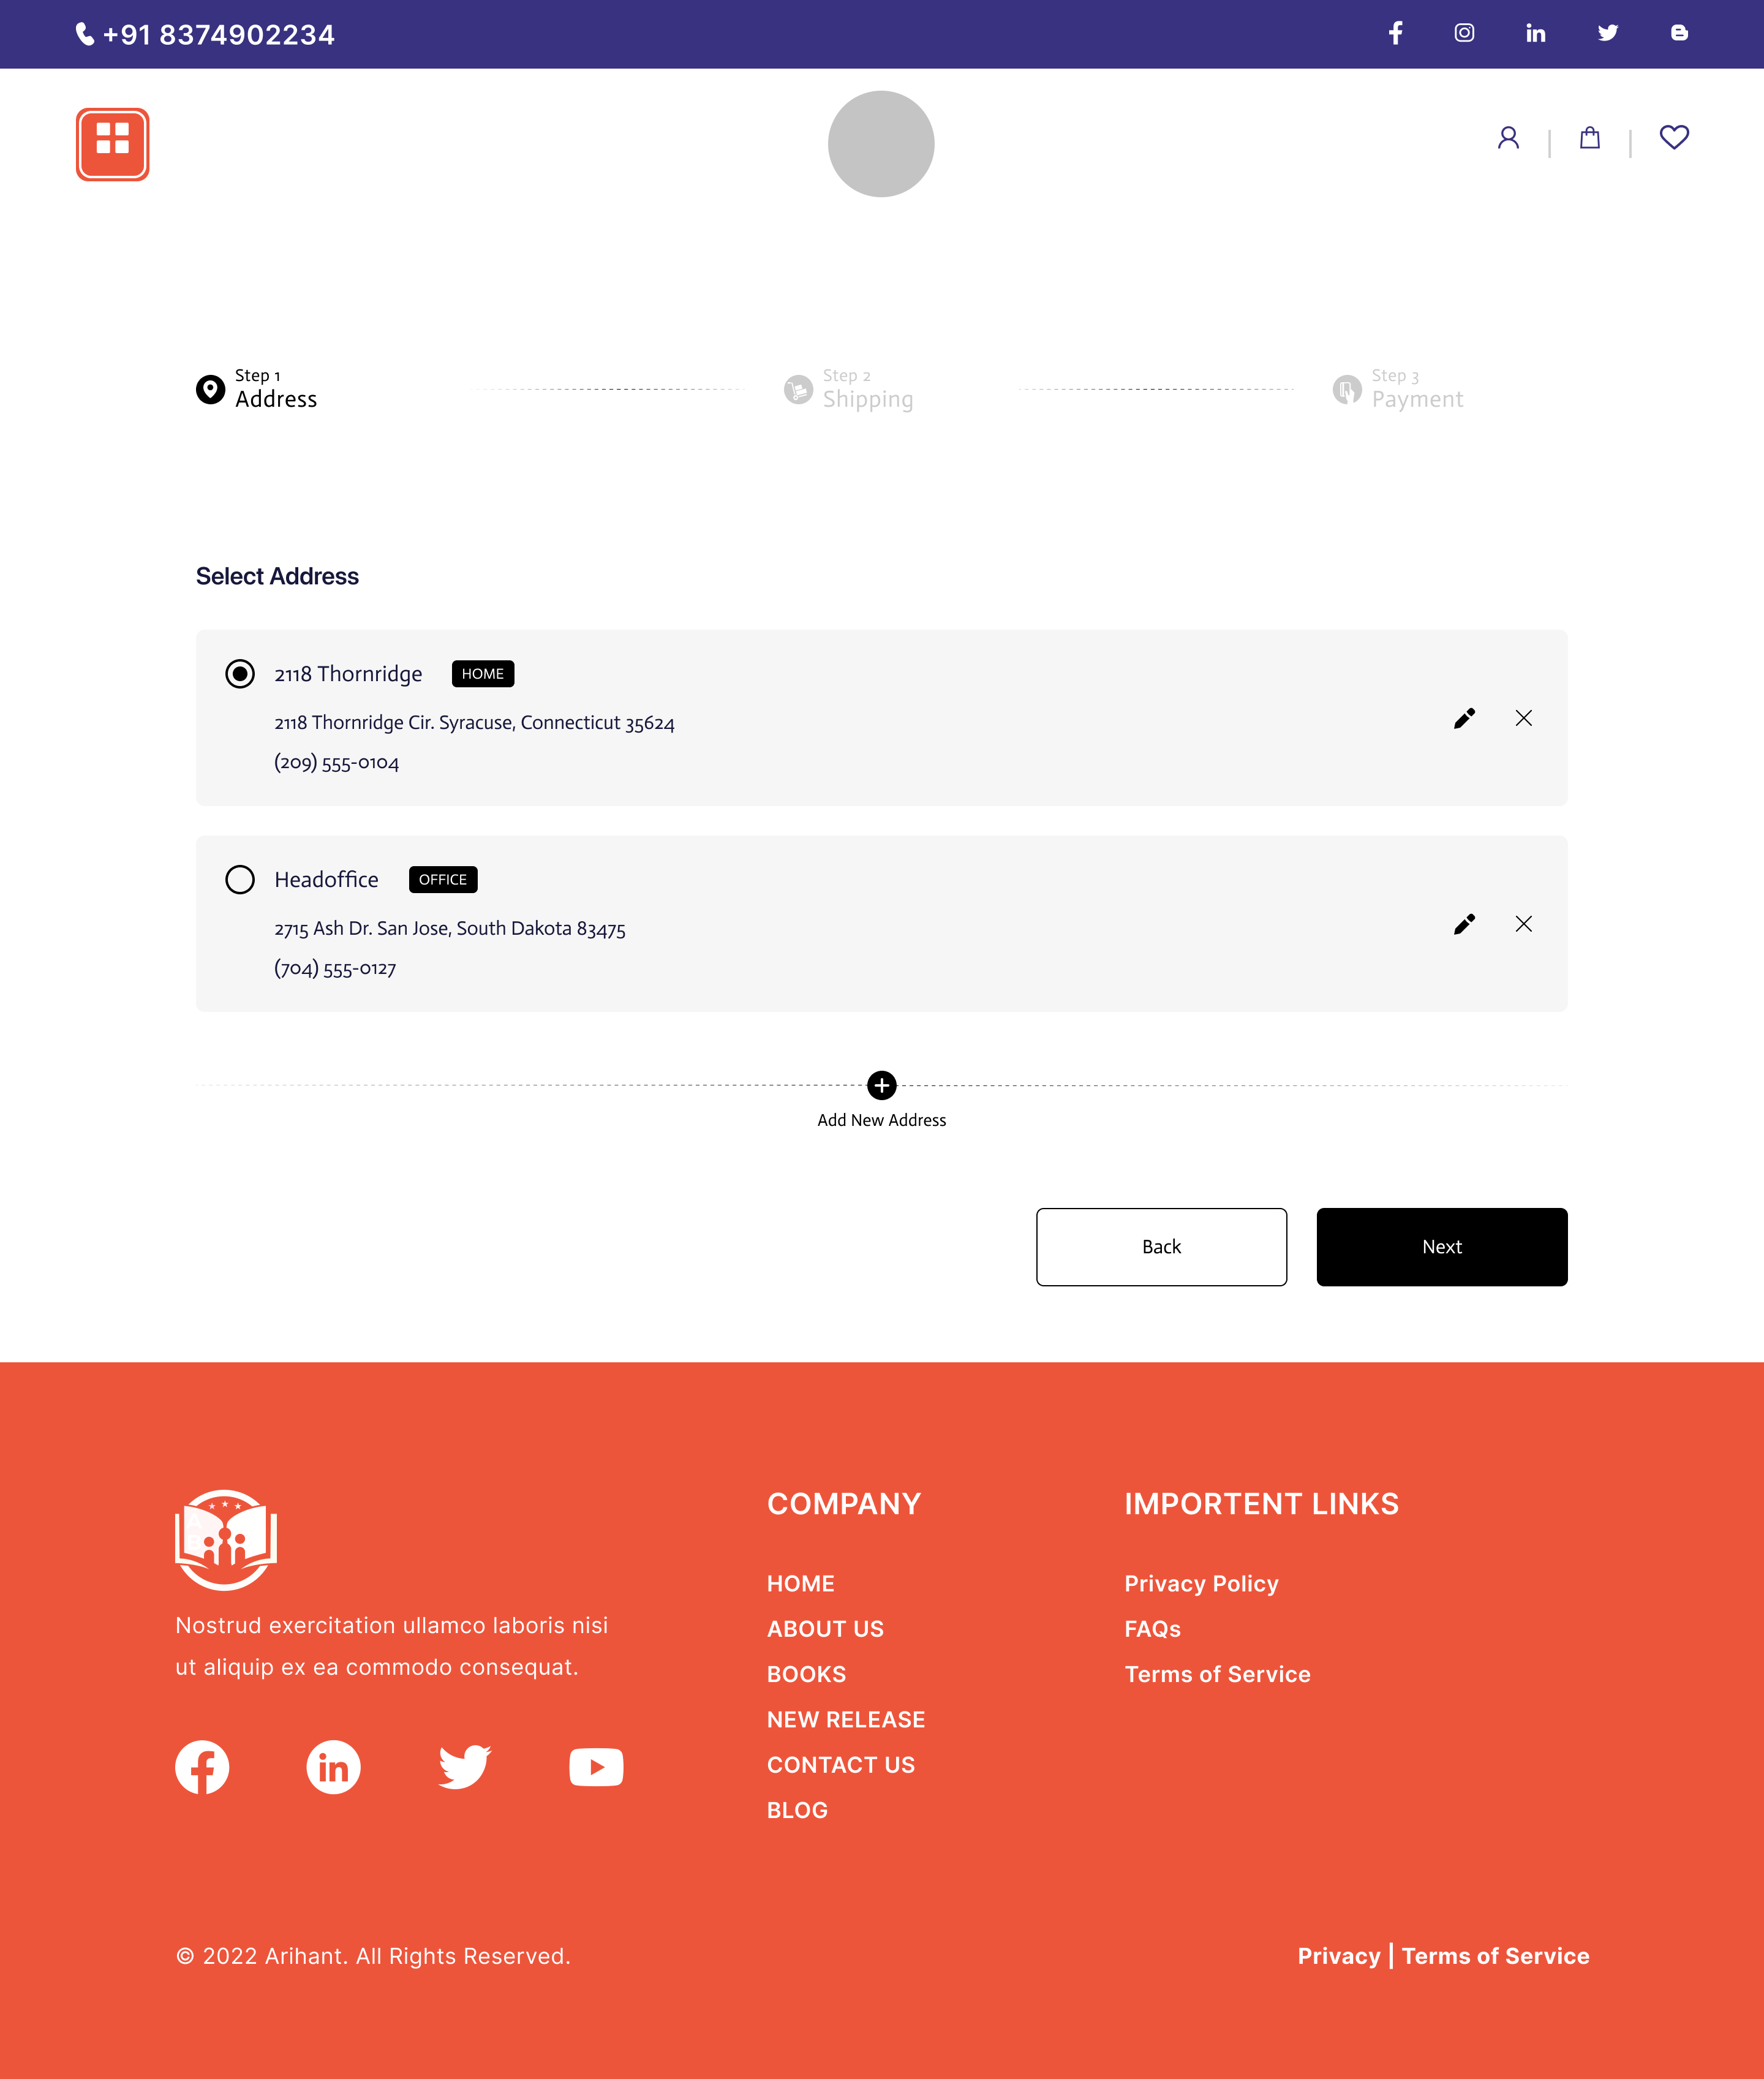 +91 8374902234
Step 1
Address
Step 2
Shipping
Step 3
Payment
Select Address
2118 Thornridge
HOME
2118 Thornridge Cir. Syracuse, Connecticut 35624
(209) 555-0104
Headoffice
OFFICE
2715 Ash Dr. San Jose, South Dakota 83475
(704) 555-0127
Add New Address
Back
Next
Nostrud exercitation ullamco laboris nisi
ut aliquip ex ea commodo consequat.
COMPANY
HOME
ABOUT US
BOOKS
NEW RELEASE
CONTACT US
BLOG
IMPORTENT LINKS
Privacy Policy
FAQs
Terms of Service
© 2022 Arihant. All Rights Reserved.
Privacy | Terms of Service